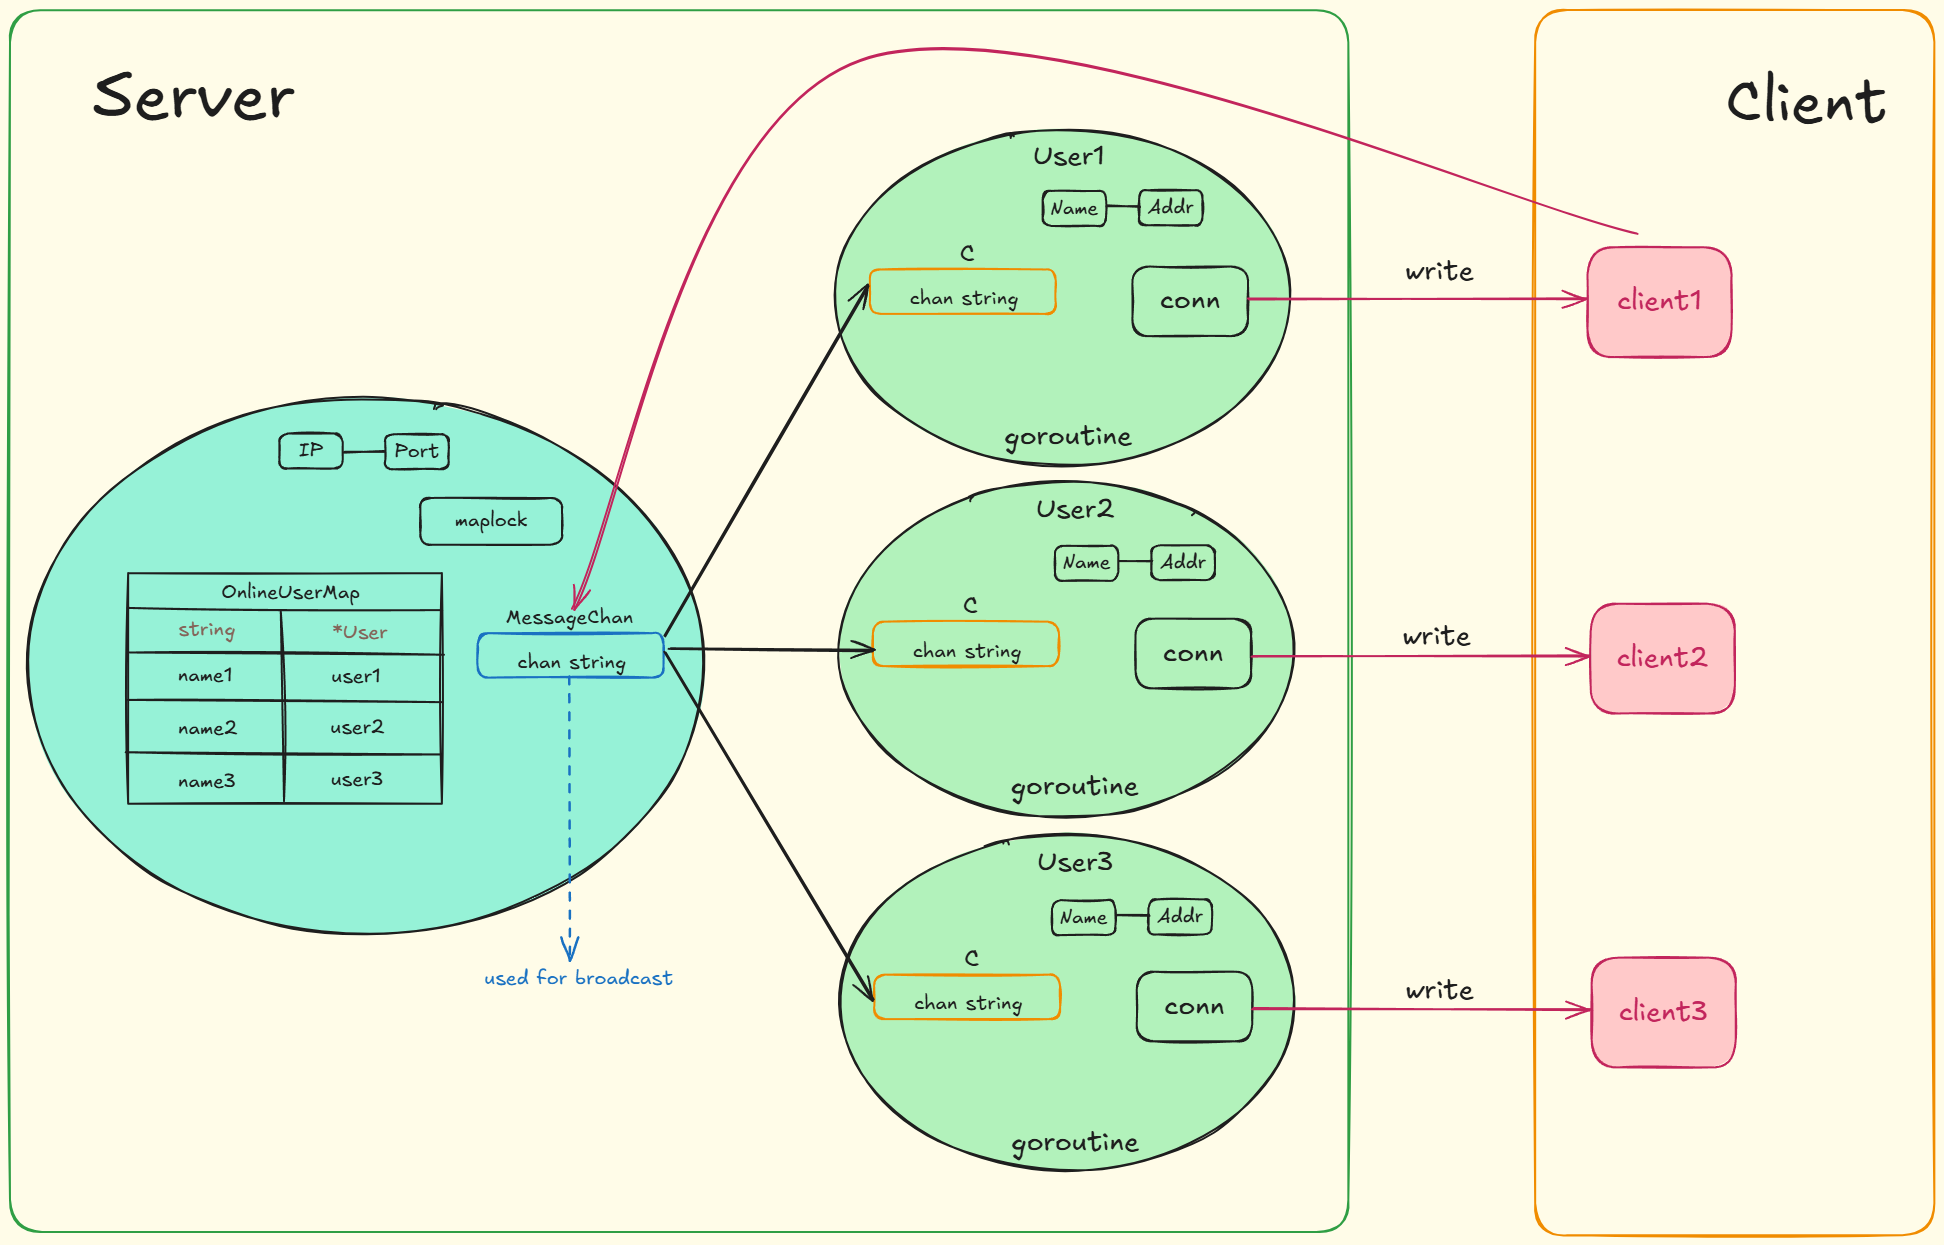 Server
Client
User1
Name
Addr
C
chan string
conn
write
client1
goroutine
IP
Port
maplock
OnlineUserMap
string
*User
name1
user1
name2
user2
name3
user3
MessageChan
chan string
used for broadcast
User2
Name
Addr
C
chan string
conn
write
client2
goroutine
User3
Name
Addr
C
chan string
conn
write
client3
goroutine